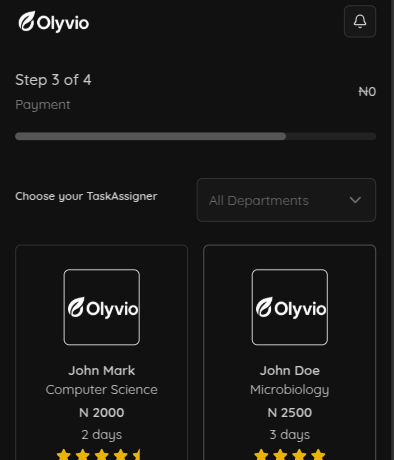 Olyvio
Step 3 of 4
Payment
₦0
Choose your TaskAssigner
All Departments
Olyvio
John Mark
Computer Science
N 2000
2 days
Olyvio
John Doe
Microbiology
N 2500
3 days